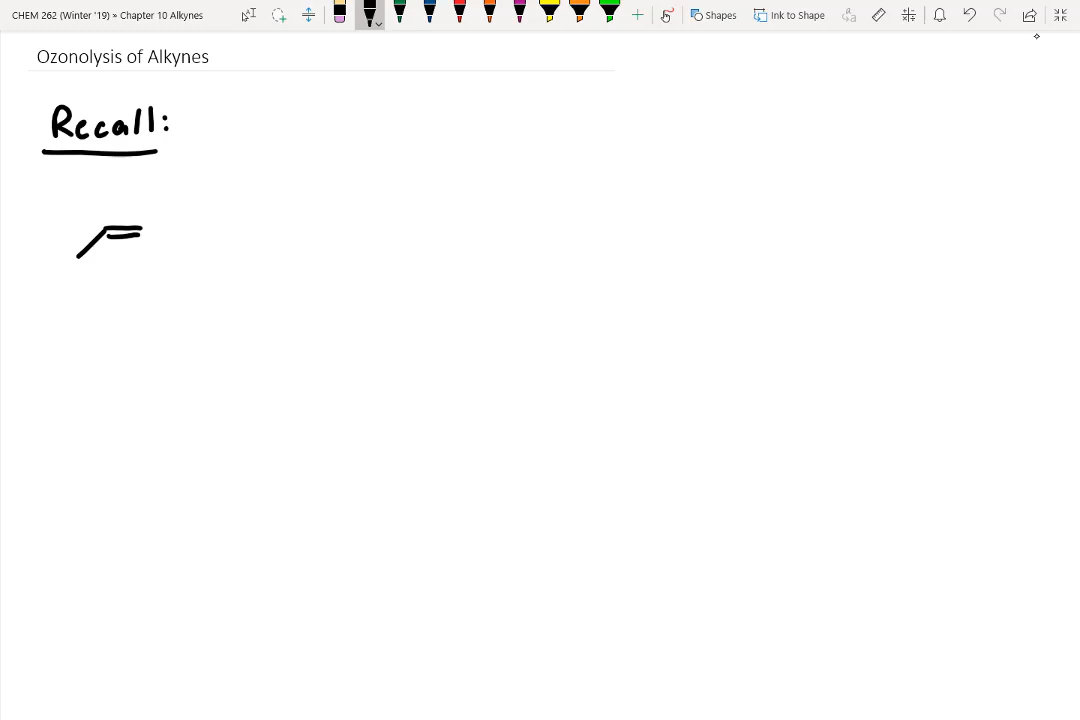 CHEM 262 (Winter '19) » Chapter 10 Alkynes
Shapes
Ink to Shape
Ozonolysis of Alkynes
Recall: